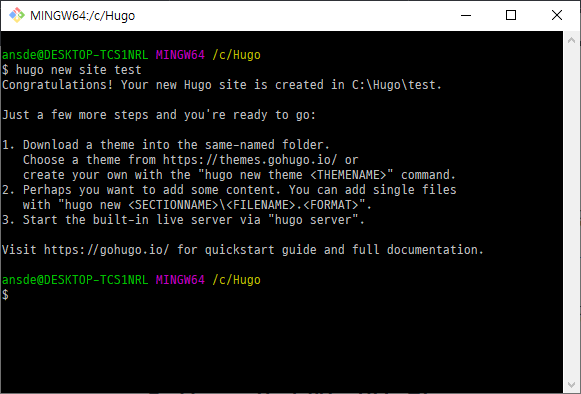 MINGW64:/c/Hugo
ansde@DESKTOP-TCS1NRL MINGW64 /c/Hugo
$ hugo new site test
Congratulations! Your new Hugo site is created in C:\Hugo\test.
Just a few more steps and you're ready to go:
1. Download a theme into the same-named folder.
   Choose a theme from https://themes.gohugo.io/ or
   create your own with the "hugo new theme <THEMENAME>" command.
2. Perhaps you want to add some content. You can add single files
   with "hugo new <SECTIONNAME>\<FILENAME>.<FORMAT>".
3. Start the built-in live server via "hugo server".
Visit https://gohugo.io/ for quickstart guide and full documentation.
ansde@DESKTOP-TCS1NRL MINGW64 /c/Hugo
$